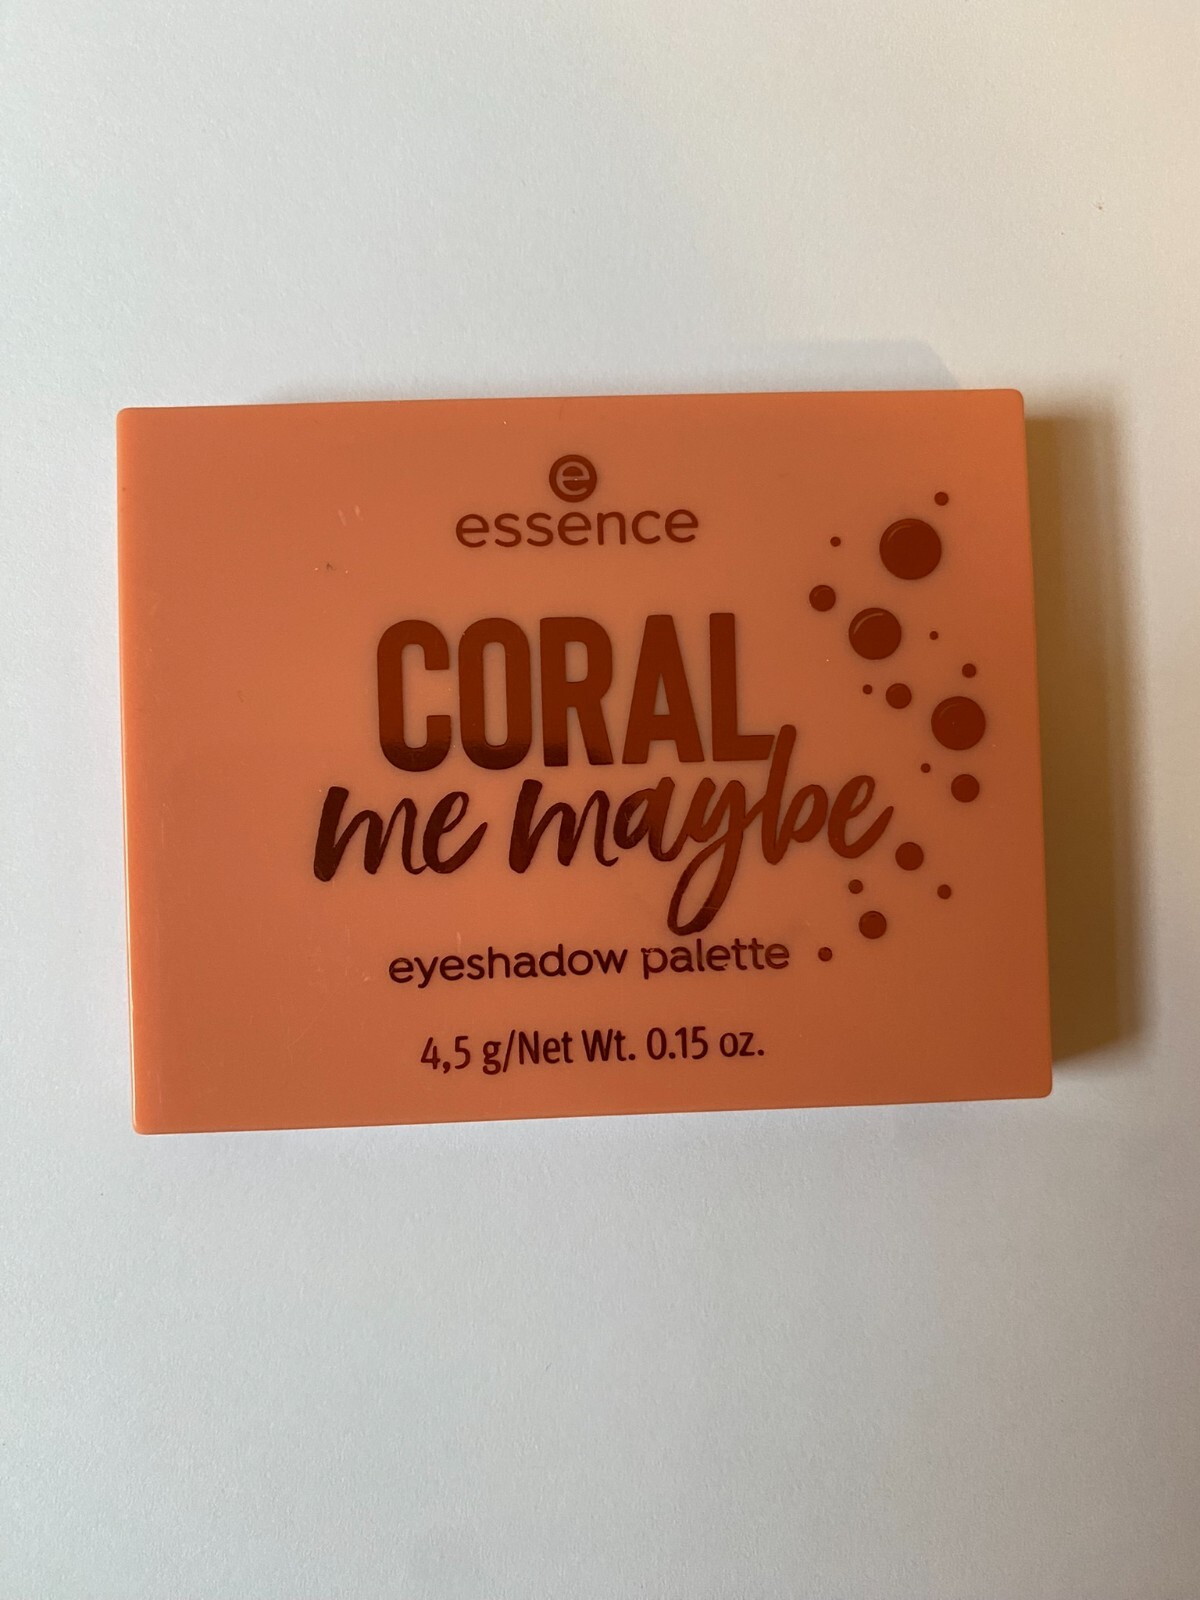 e
essence
CORAL
me maybe
eyeshadow palette
4,5 g/Net Wt. 0.15 oz.